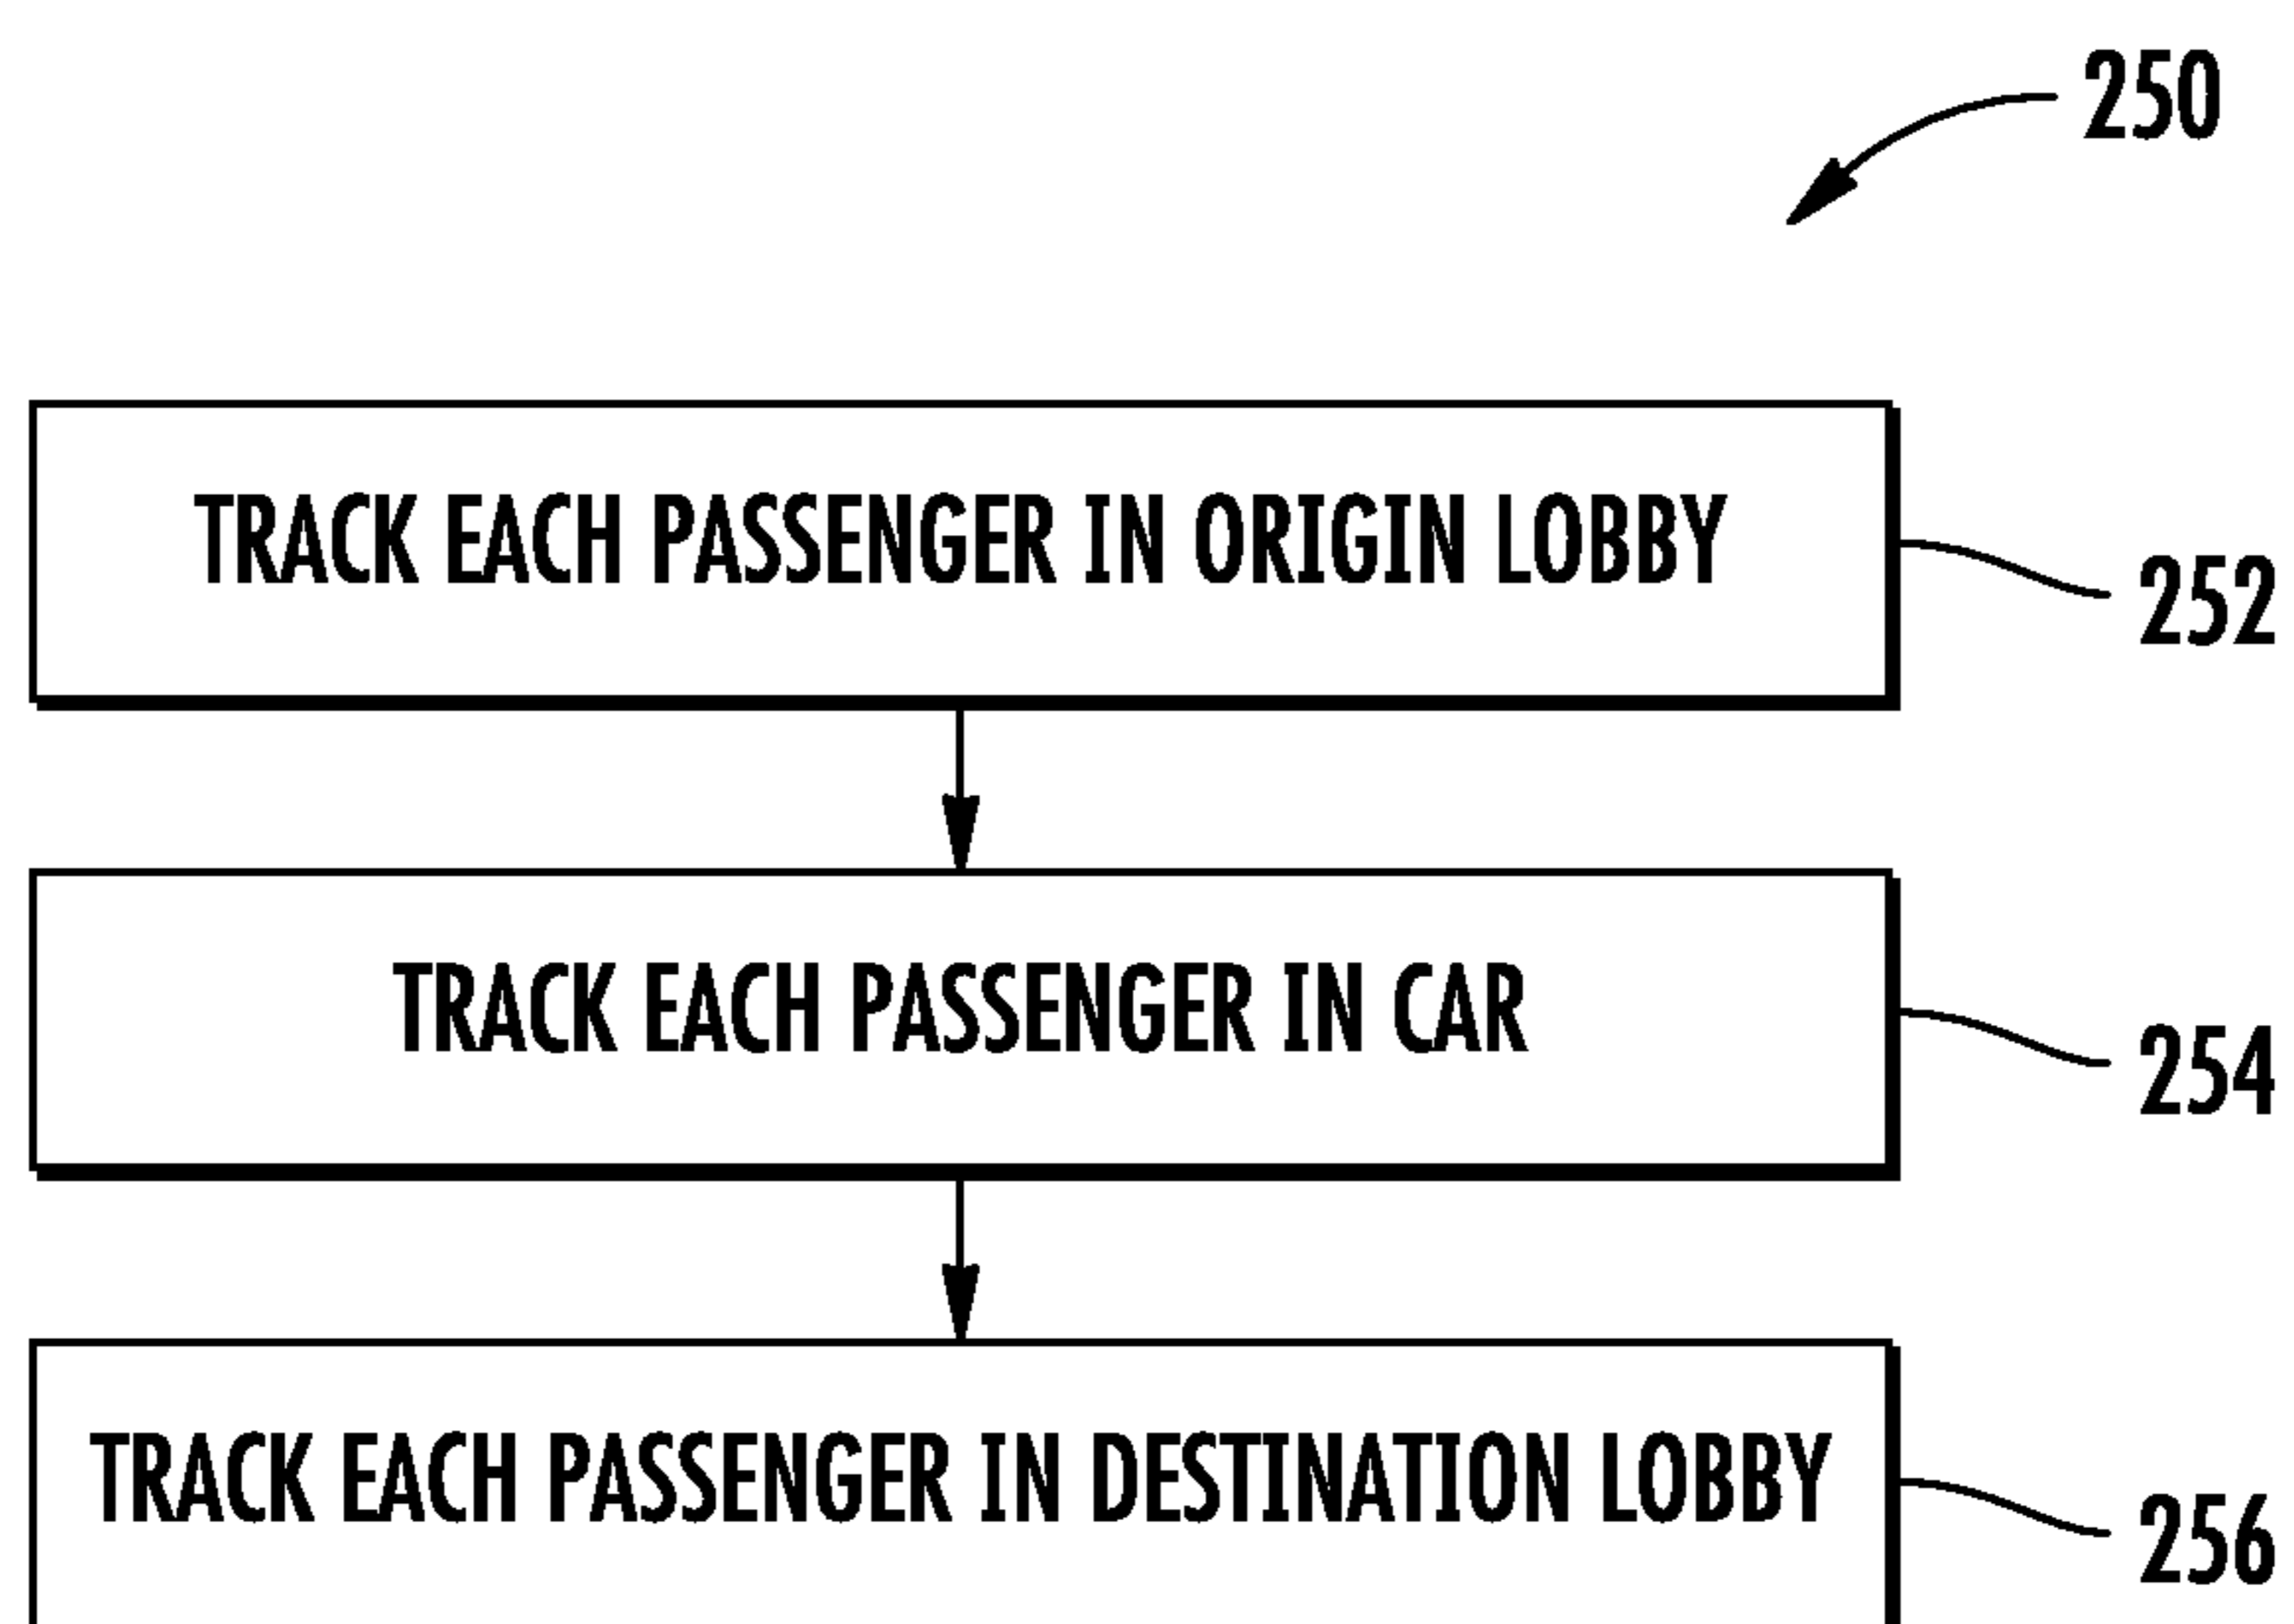 250
TRACK EACH PASSENGER IN ORIGIN LOBBY
252
TRACK EACH PASSENGER IN CAR
254
TRACK EACH PASSENGER IN DESTINATION LOBBY
256